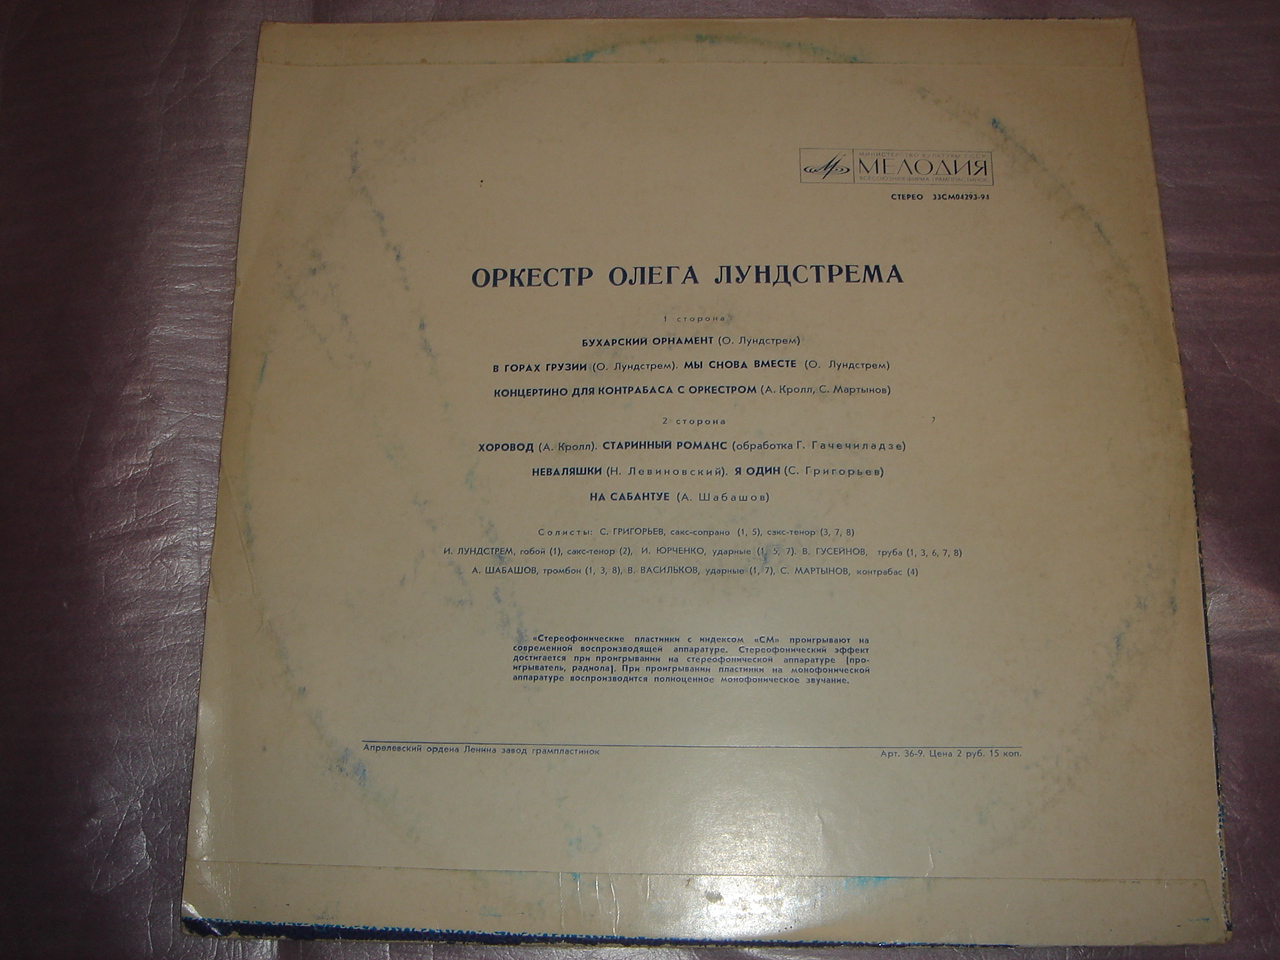 МИНИСТЕРСТВО КУЛЬТУРЫ СССР
МЕЛОДИЯ
ВСЕСОЮЗНАЯ ФИРМА ГРАМПЛАСТИНОК
СТЕРЕО 33СМ04293-94
ОРКЕСТР ОЛЕГА ЛУНДСТРЕМА
1 сторона
БУХАРСКИЙ ОРНАМЕНТ (О. Лундстрем)
В ГОРАХ ГРУЗИИ (О. Лундстрем). МЫ СНОВА ВМЕСТЕ (О. Лундстрем)
КОНЦЕРТИНО ДЛЯ КОНТРАБАСА С ОРКЕСТРОМ (А. Кролл, С. Мартынов)
2 сторона
ХОРОВОД (А. Кролл). СТАРИННЫЙ РОМАНС (обработка Г. Гачечиладзе)
НЕВАЛЯШКИ (Н. Левиновский). Я ОДИН (С. Григорьев)
НА САБАНТУЕ (А. Шабашов)
Солисты: С. ГРИГОРЬЕВ, сакс-сопрано (1, 5), сакс-тенор (3, 7, 8)
И. ЛУНДСТРЕМ, гобой (1), сакс-тенор (2), И. ЮРЧЕНКО, ударные (1, 5, 7). В. ГУСЕЙНОВ, труба (1, 3, 6, 7, 8)
А. ШАБАШОВ, тромбон (1, 3, 8), В. ВАСИЛЬКОВ, ударные (1, 7), С. МАРТЫНОВ, контрабас (4)
«Стереофонические пластинки с индексом «СМ» проигрывают на
современной воспроизводящей аппаратуре. Стереофонический эффект
достигается при проигрывании на стереофонической аппаратуре (про-
игрыватель, радиола). При проигрывании пластинки на монофонической
аппаратуре воспроизводится полноценное монофоническое звучание.
Апрелевский ордена Ленина завод грампластинок
Арт. 36-9. Цена 2 руб. 15 коп.